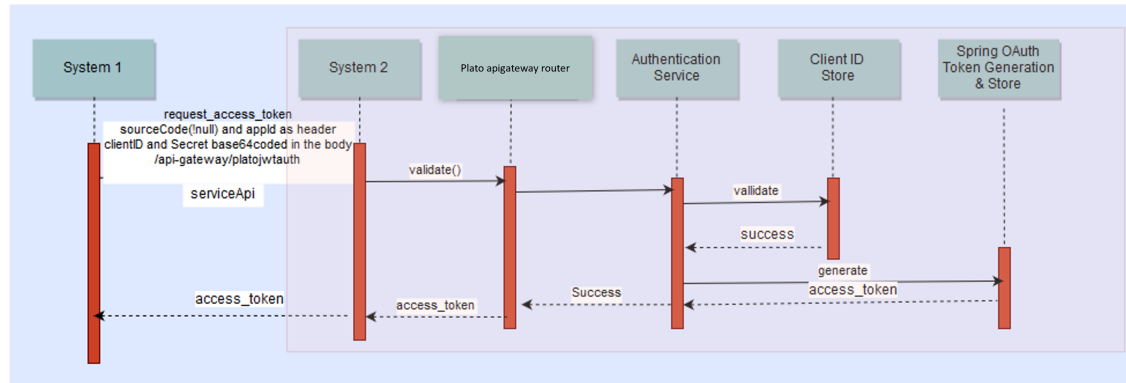 System 1
System 2
Plato apigateway router
Authentication
Service
Client ID
Store
Spring OAuth
Token Generation
& Store
request_access_token
sourceCode(!null) and appId as header
clientID and Secret base64coded in the body
/api-gateway/platojwtauth
serviceApi
validate()
vallidate
success
generate
access_token
Success
access_token
access_token